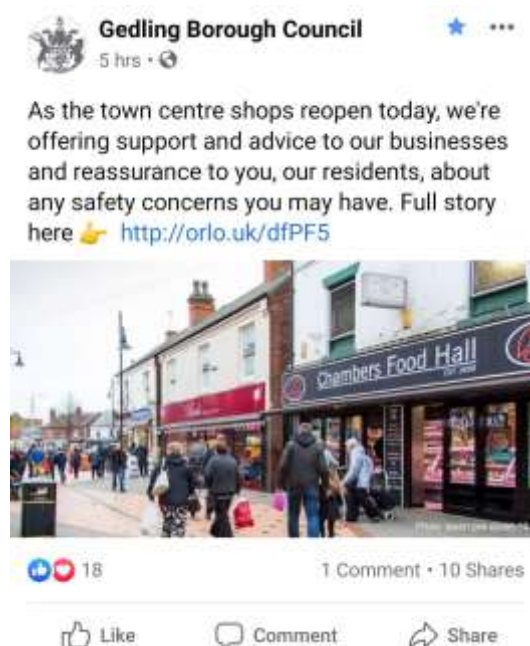 Gedling Borough Council
5 hrs •
As the town centre shops reopen today, we're
offering support and advice to our businesses
and reassurance to you, our residents, about
any safety concerns you may have. Full story
here 👉 http://orlo.uk/dfPF5
Chambers Food Hall
18
1 Comment • 10 Shares
Like
Comment
Share